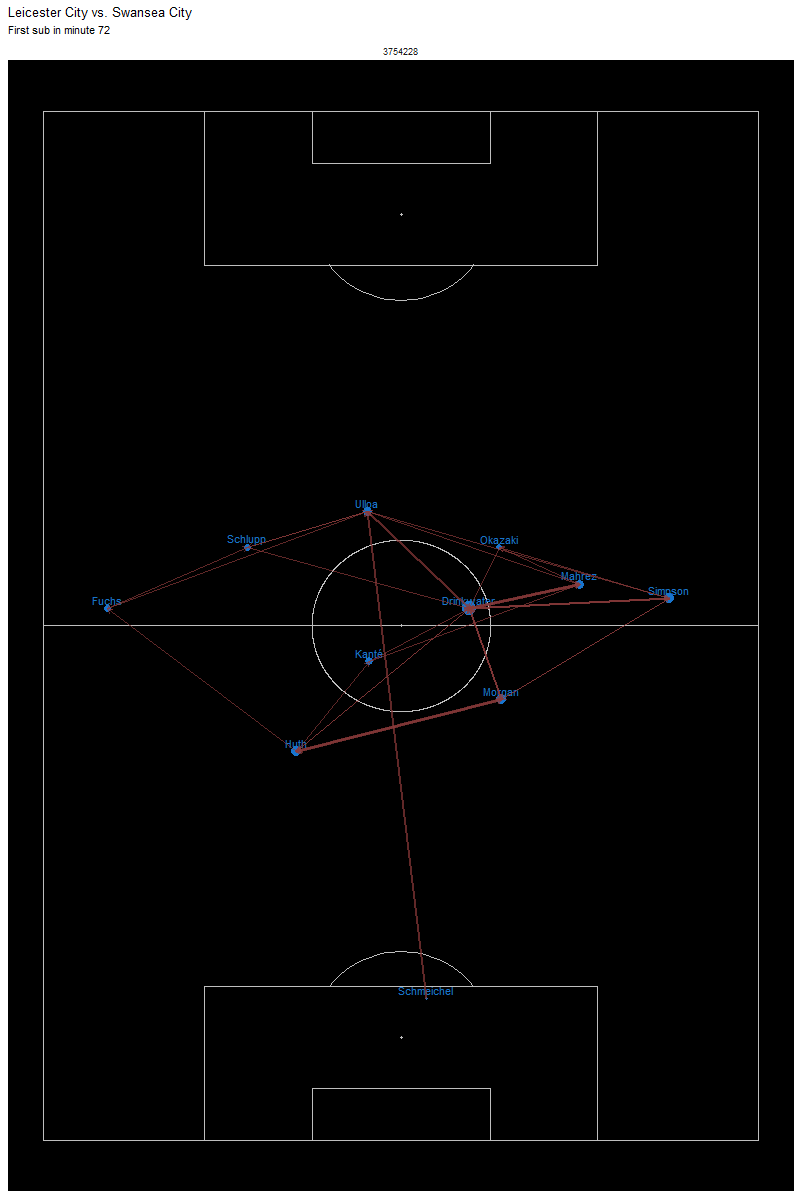 Leicester City vs. Swansea City
First sub in minute 72
3754228
Ulloa
Schlupp
Okazaki
Mahrez
Simpson
Fuchs
Drinkwater
Kanté
Morgan
Huth
Schmeichel